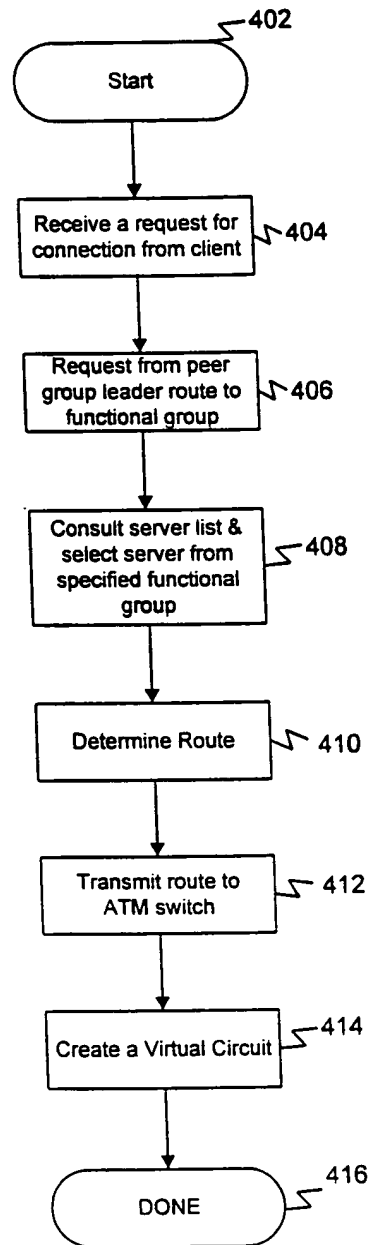 402
Start
Receive a request for
connection from client
404
Request from peer
group leader route to
functional group
406
Consult server list &
select server from
specified functional
group
408
Determine Route
410
Transmit route to
ATM switch
412
Create a Virtual Circuit
414
DONE
416